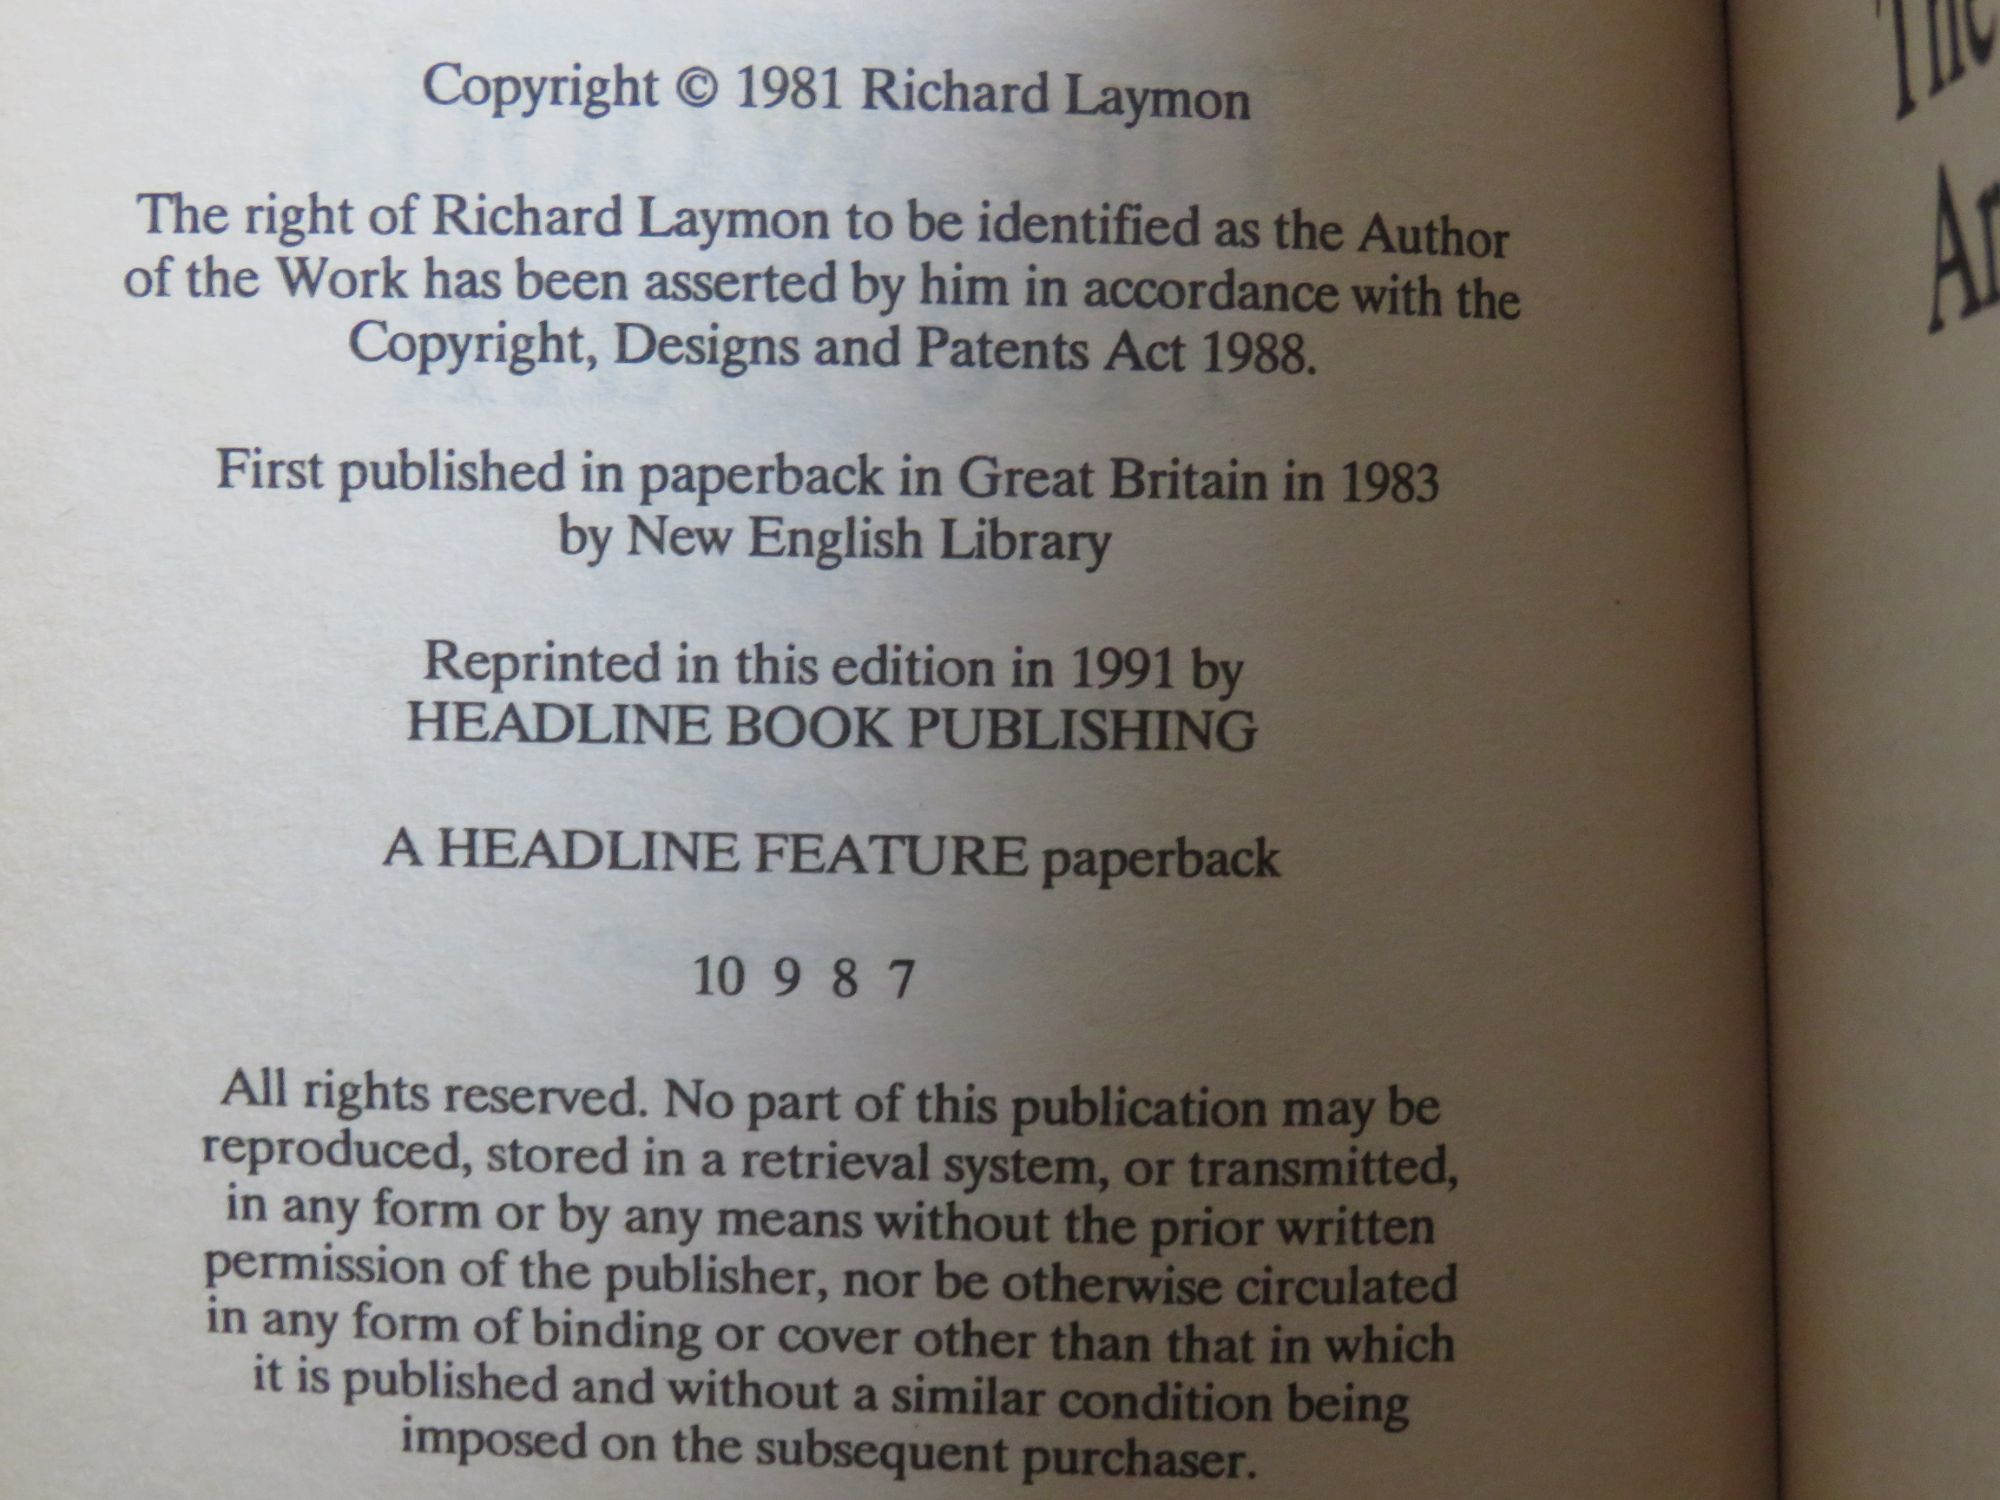 Copyright © 1981 Richard Laymon
The right of Richard Laymon to be identified as the Author
of the Work has been asserted by him in accordance with the
Copyright, Designs and Patents Act 1988.
First published in paperback in Great Britain in 1983
by New English Library
Reprinted in this edition in 1991 by
HEADLINE BOOK PUBLISHING
A HEADLINE FEATURE paperback
10 9 8 7
All rights reserved. No part of this publication may be
reproduced, stored in a retrieval system, or transmitted,
in any form or by any means without the prior written
permission of the publisher, nor be otherwise circulated
in any form of binding or cover other than that in which
it is published and without a similar condition being
imposed on the subsequent purchaser.
The